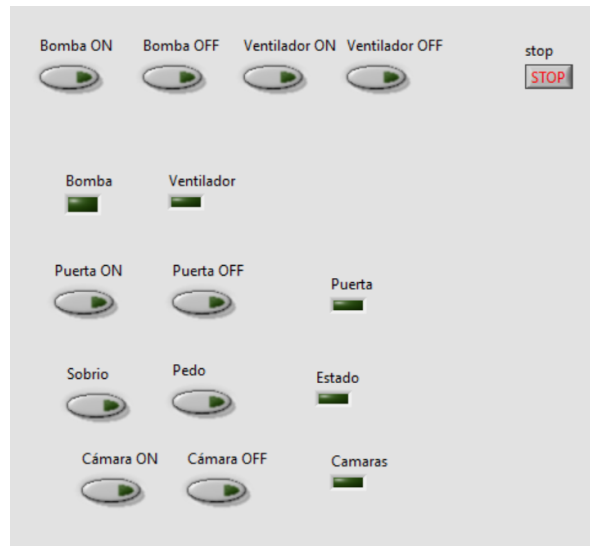 Bomba ON Bomba OFF Ventilador ON Ventilador OFF stop
STOP
Bomba Ventilador
Puerta ON Puerta OFF Puerta
Sobrio Pedo Estado
Cámara ON Cámara OFF Camaras